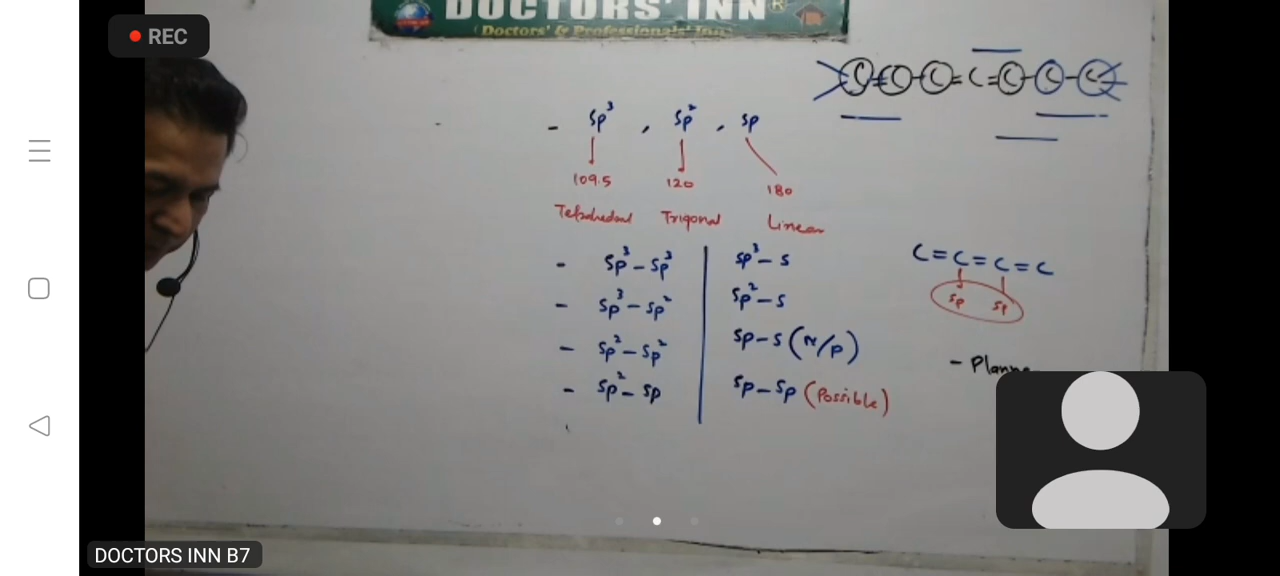 REC
DOCTORS' INN®
(Doctors' & Professionals' Inn)
C=C=C=C=C-C-C
- sp³ , sp² , sp
109.5 120 180
Tetrahedral Trigonal Linear
- sp³-sp³ sp³-s
- sp³-sp² sp²-s
- sp²-sp² sp-s (N/P)
- sp²-sp sp-sp (Possible)
C=C=C=C
sp sp
- Planna
DOCTORS INN B7